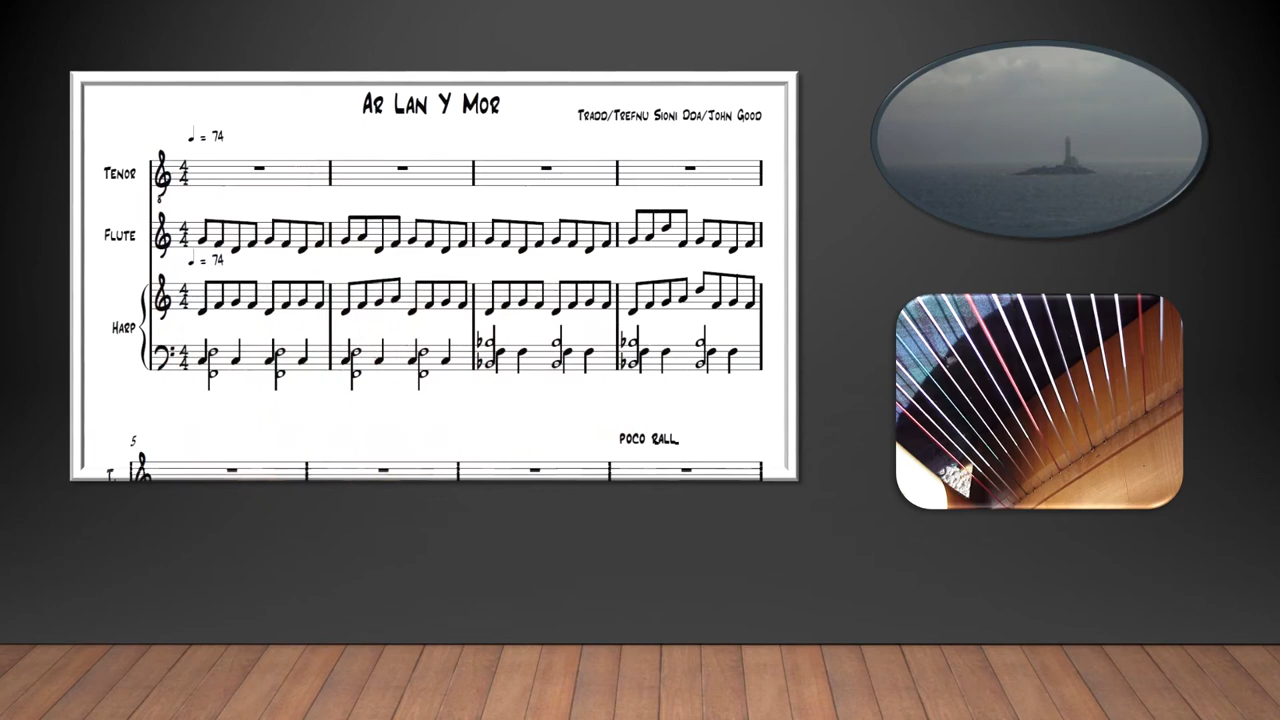 Ar Lan Y Mor
Tradd/Trefnu Sioni Dda/John Good
♩ = 74
Tenor
Flute
♩ = 74
Harp
5
poco rall.
T.